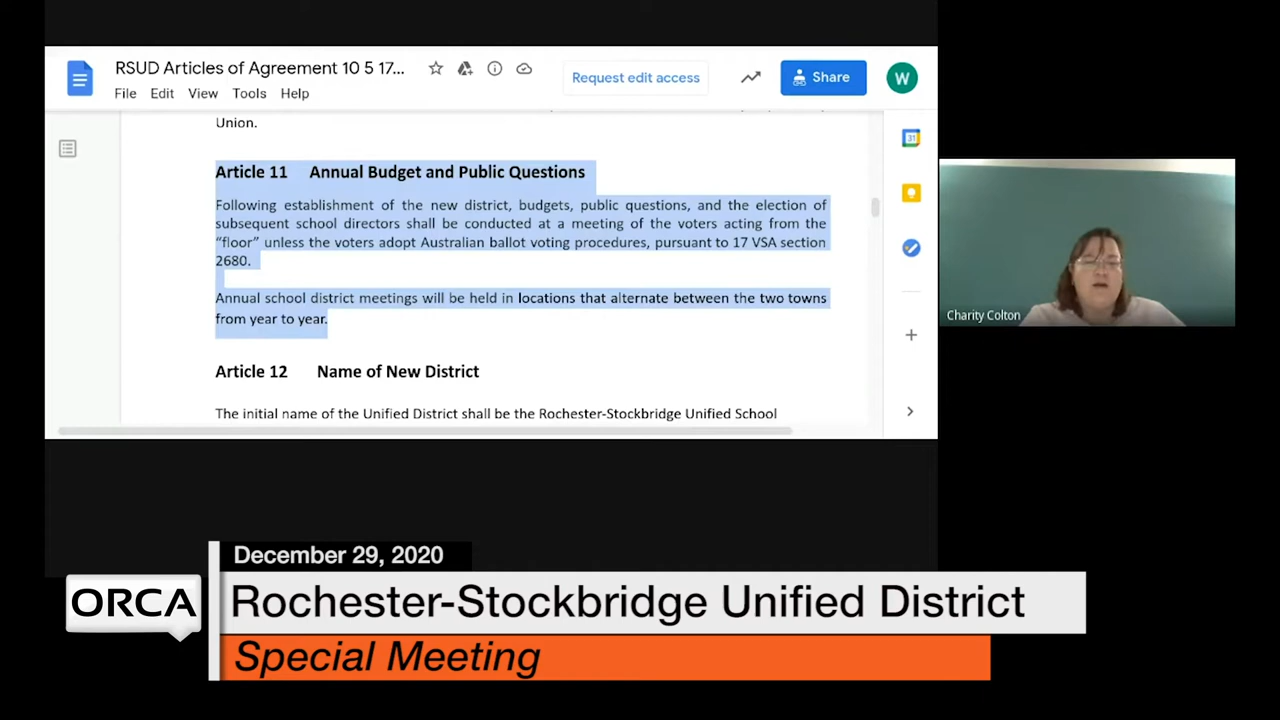 RSUD Articles of Agreement 10 5 17...
Request edit access
Share
W
File Edit View Tools Help
Union.
31
Article 11 Annual Budget and Public Questions
Following establishment of the new district, budgets, public questions, and the election of
subsequent school directors shall be conducted at a meeting of the voters acting from the
“floor” unless the voters adopt Australian ballot voting procedures, pursuant to 17 VSA section
2680.
Annual school district meetings will be held in locations that alternate between the two towns
from year to year.
Article 12 Name of New District
The initial name of the Unified District shall be the Rochester-Stockbridge Unified School
Charity Colton
December 29, 2020
ORCA
Rochester-Stockbridge Unified District
Special Meeting